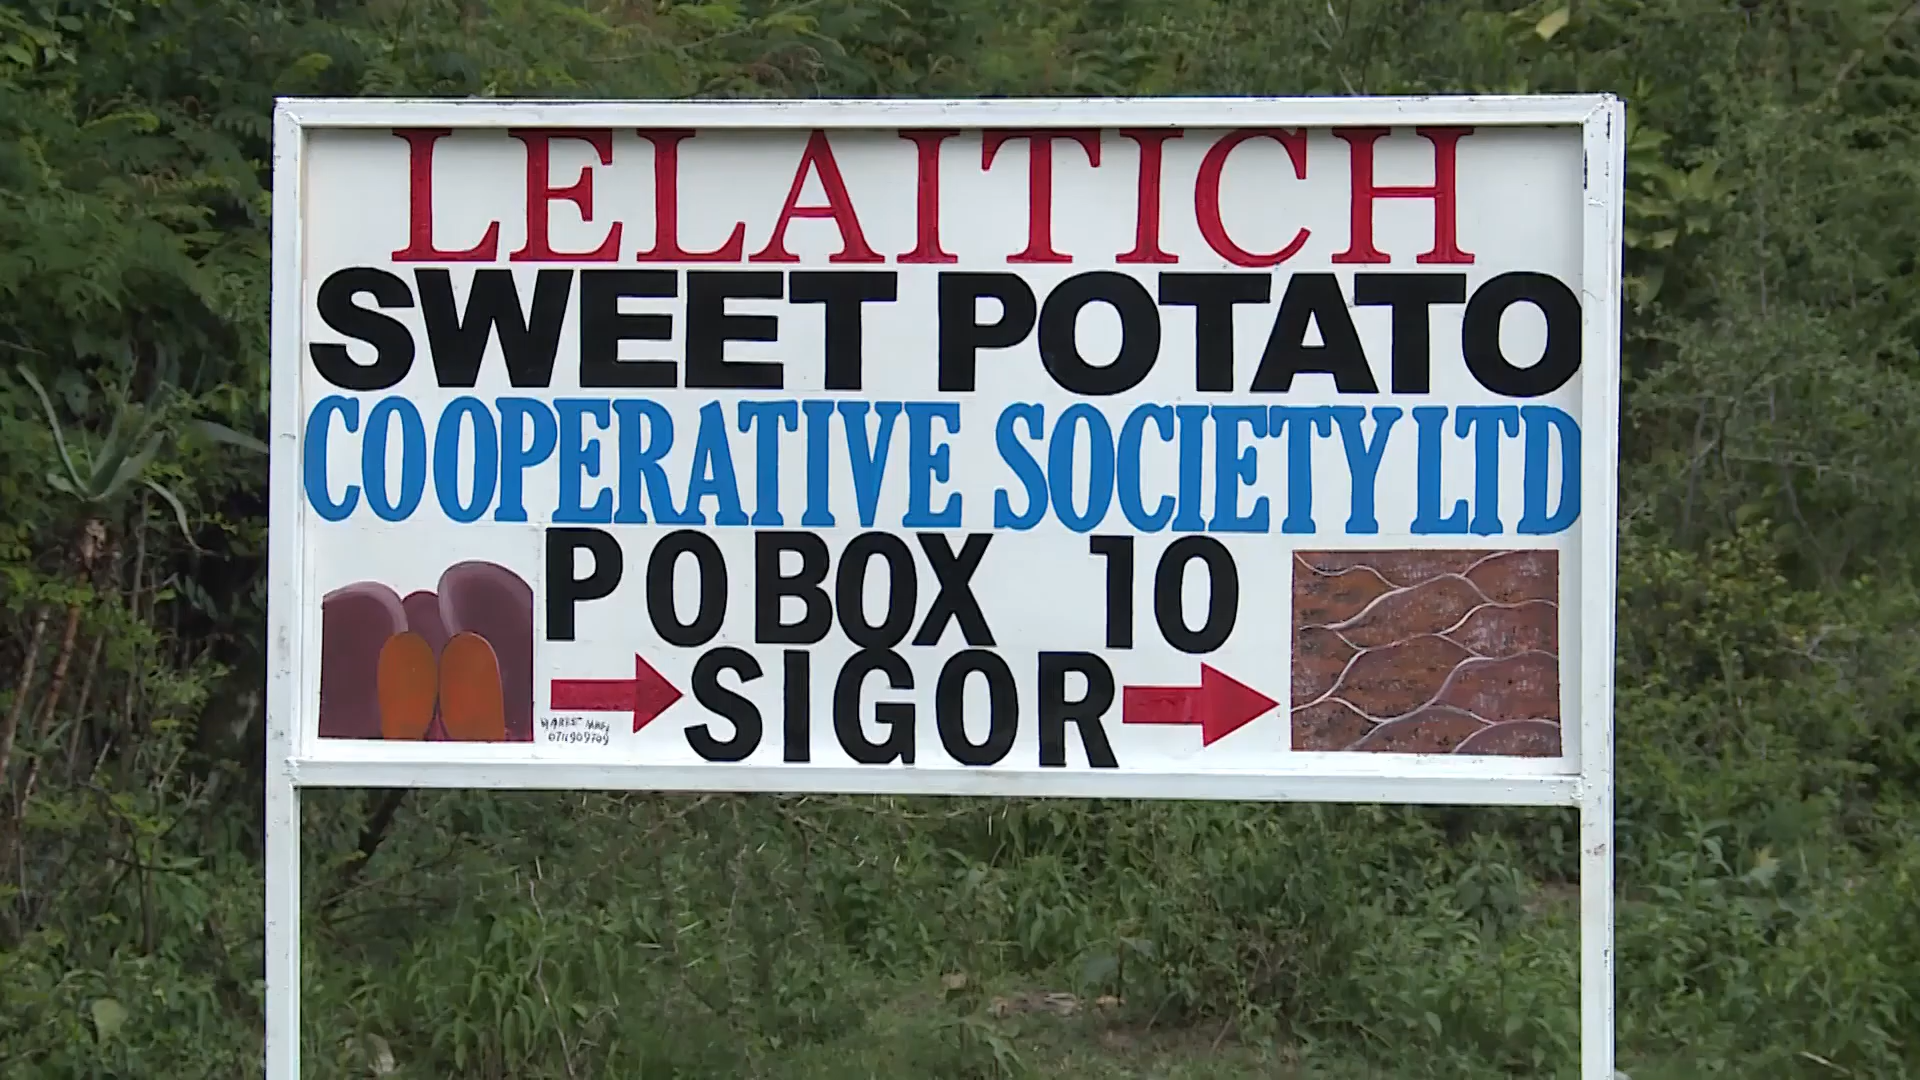 LELAITICH
SWEET POTATO
COOPERATIVE SOCIETY LTD
P O BOX 10
SIGOR